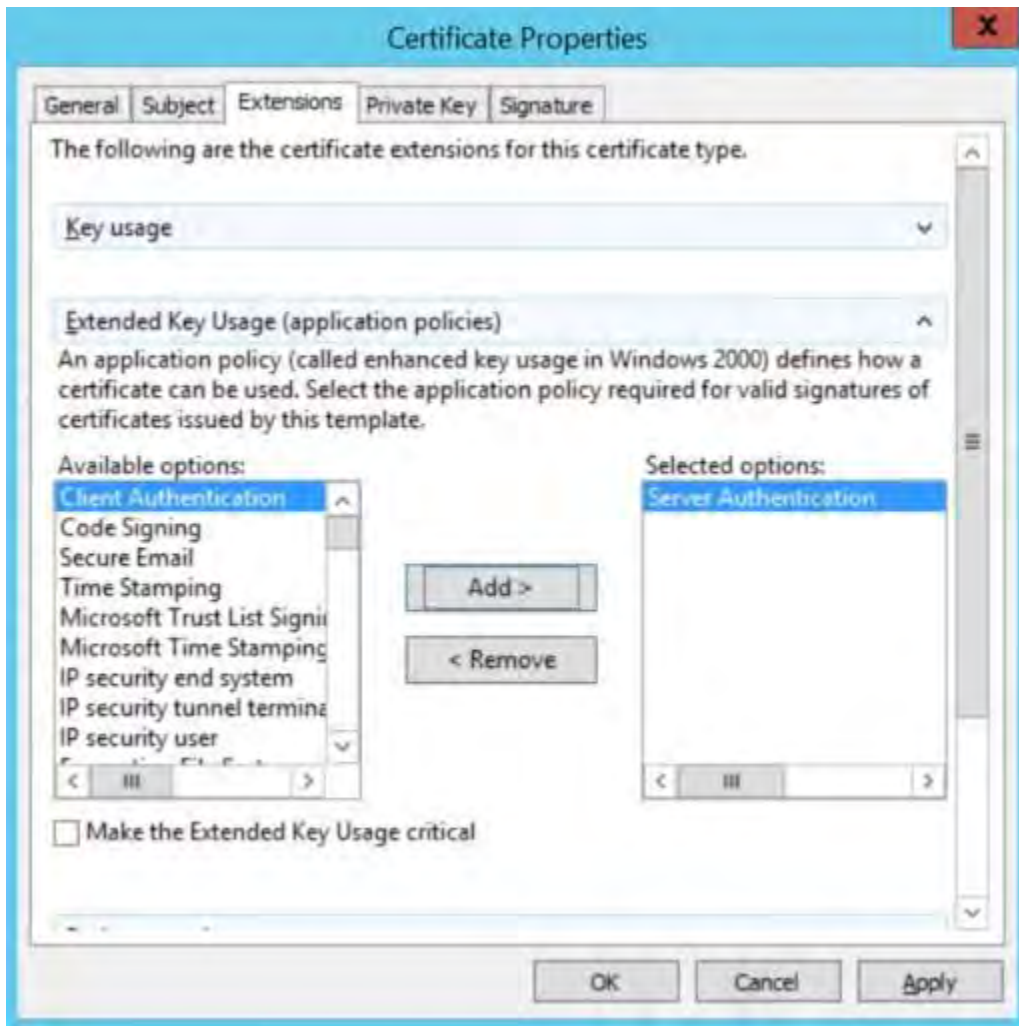 Certificate Properties
x
General Subject Extensions Private Key Signature
The following are the certificate extensions for this certificate type.
Key usage
Extended Key Usage (application policies)
An application policy (called enhanced key usage in Windows 2000) defines how a
certificate can be used. Select the application policy required for valid signatures of
certificates issued by this template.
Available options:
Client Authentication
Code Signing
Secure Email
Time Stamping
Microsoft Trust List Signi
Microsoft Time Stamping
IP security end system
IP security tunnel termina
IP security user
Add >
< Remove
Selected options:
Server Authentication
Make the Extended Key Usage critical
OK Cancel Apply